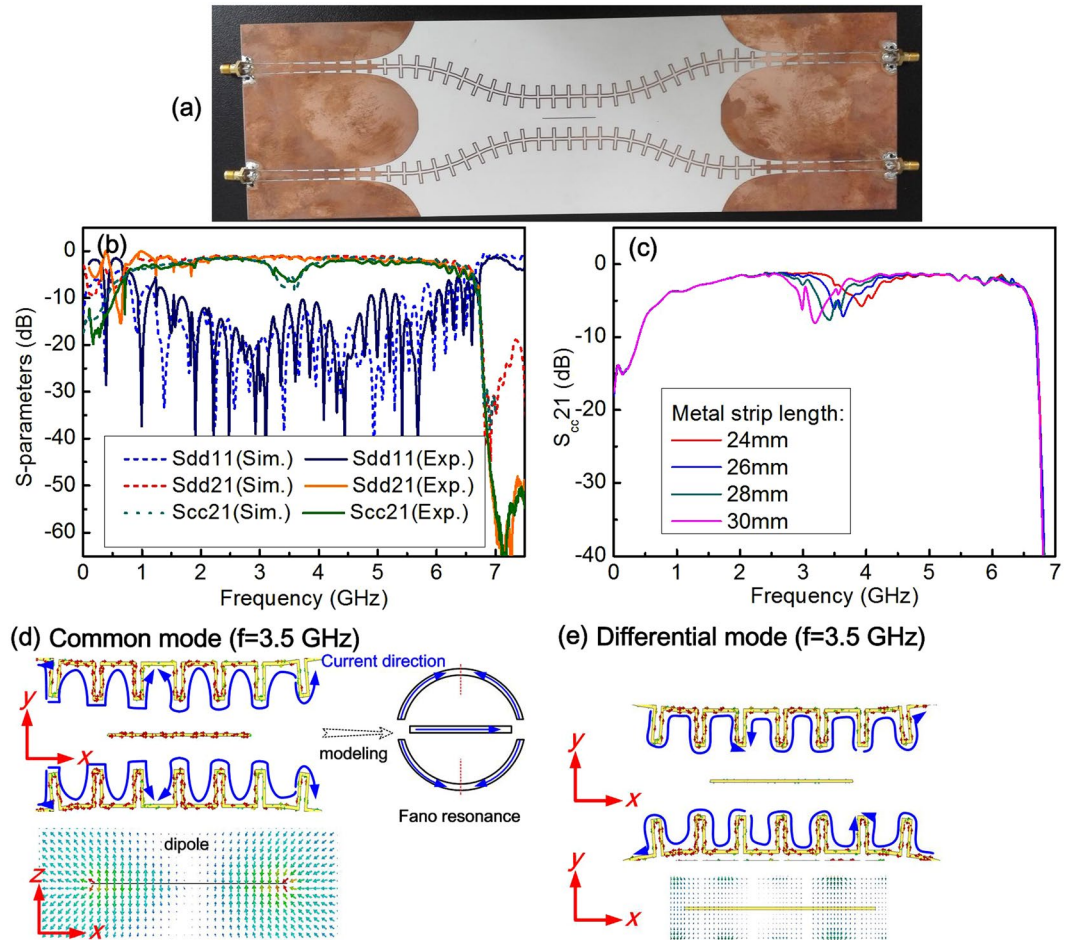 (a)
(b)
0
-10
-20
-30
-40
-50
-60
S-parameters (dB)
Sdd11(Sim.) Sdd11(Exp.)
Sdd21(Sim.) Sdd21(Exp.)
Scc21(Sim.) Scc21(Exp.)
0 1 2 3 4 5 6 7
Frequency (GHz)
(c)
0
-10
-20
-30
-40
Scc21 (dB)
Metal strip length:
24mm
26mm
28mm
30mm
0 1 2 3 4 5 6 7
Frequency (GHz)
(d) Common mode (f=3.5 GHz)
Current direction
y
x
modeling
Fano resonance
dipole
z
x
(e) Differential mode (f=3.5 GHz)
y
x
y
x